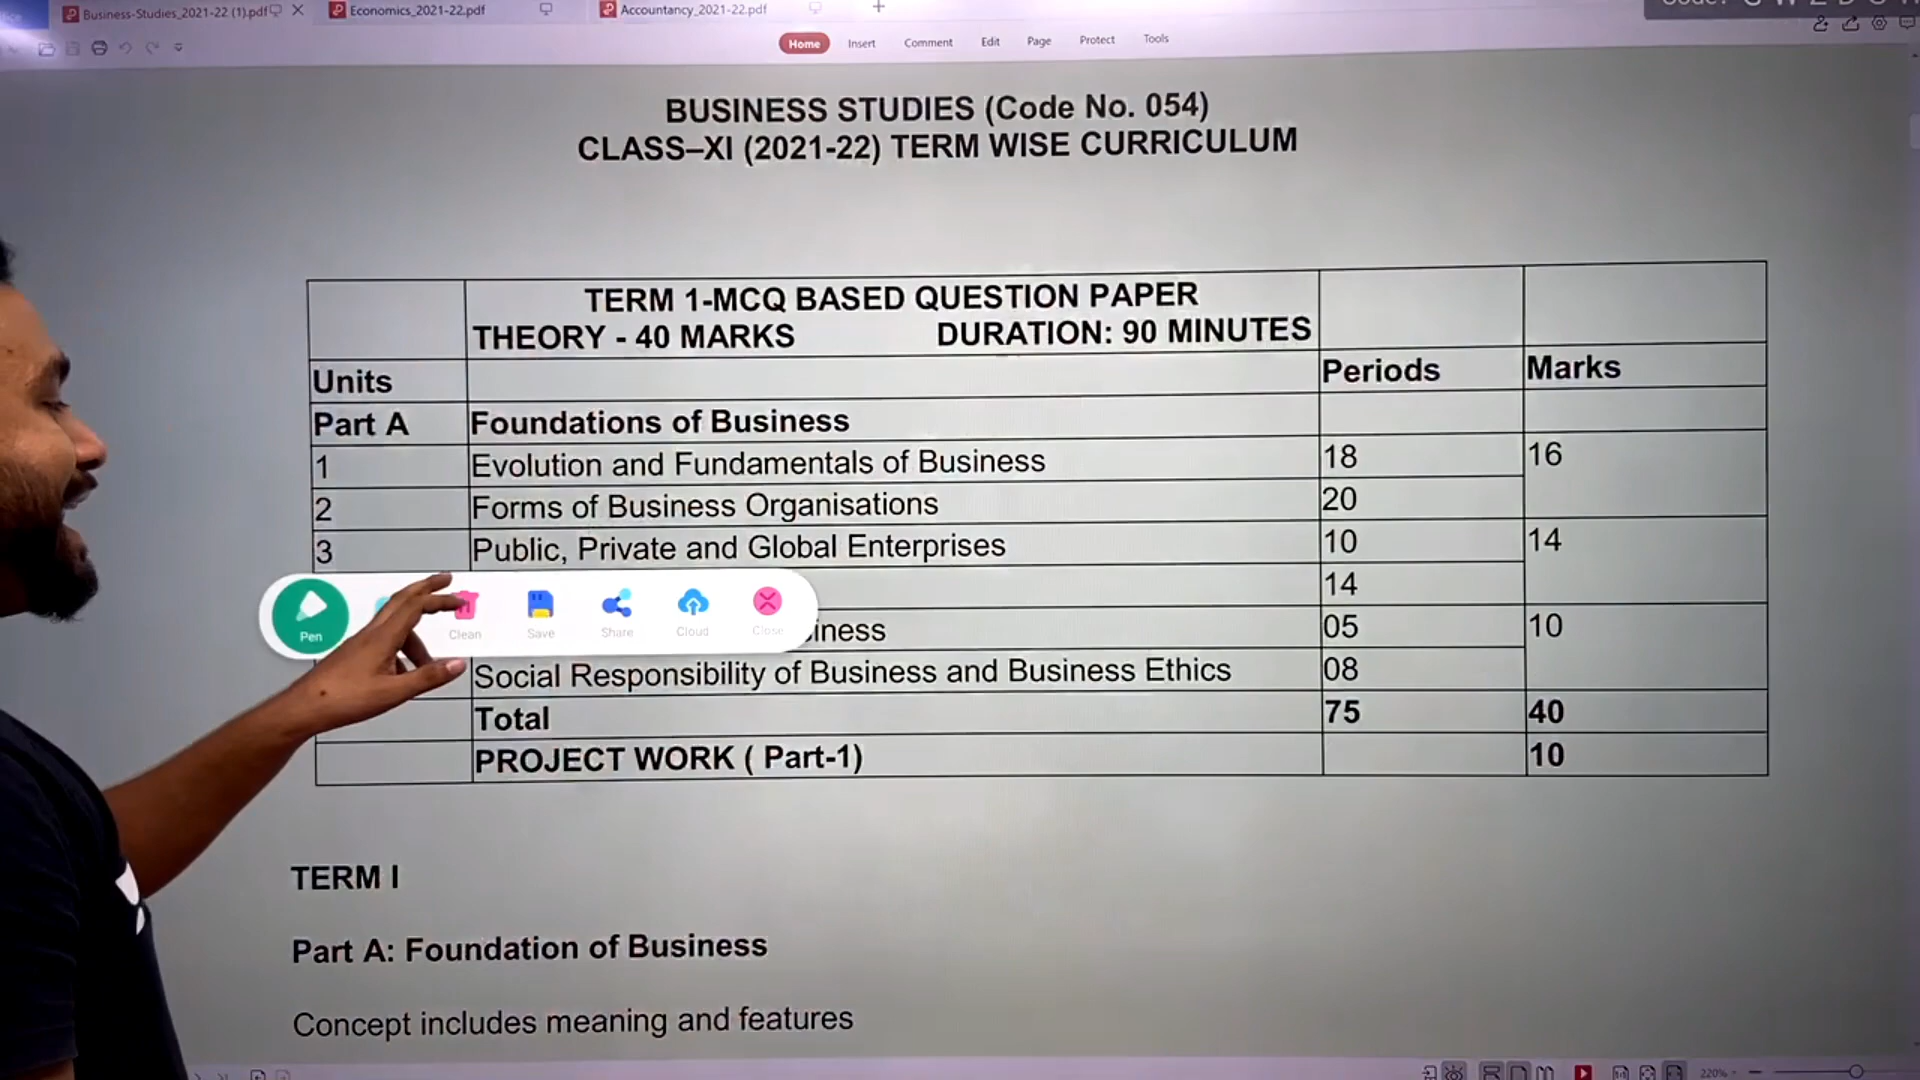 Business-Studies_2021-22 (1).pdf
Economics_2021-22.pdf
Accountancy_2021-22.pdf
+
Home Insert Comment Edit Page Protect Tools
BUSINESS STUDIES (Code No. 054)
CLASS–XI (2021-22) TERM WISE CURRICULUM
TERM 1-MCQ BASED QUESTION PAPER
THEORY - 40 MARKS DURATION: 90 MINUTES
Units Periods Marks
Part A Foundations of Business
1 Evolution and Fundamentals of Business 18 16
2 Forms of Business Organisations 20
3 Public, Private and Global Enterprises 10 14
14
Pen Clean Save Share Cloud Close
05 10
Social Responsibility of Business and Business Ethics 08
Total 75 40
PROJECT WORK ( Part-1) 10
TERM I
Part A: Foundation of Business
Concept includes meaning and features
220%